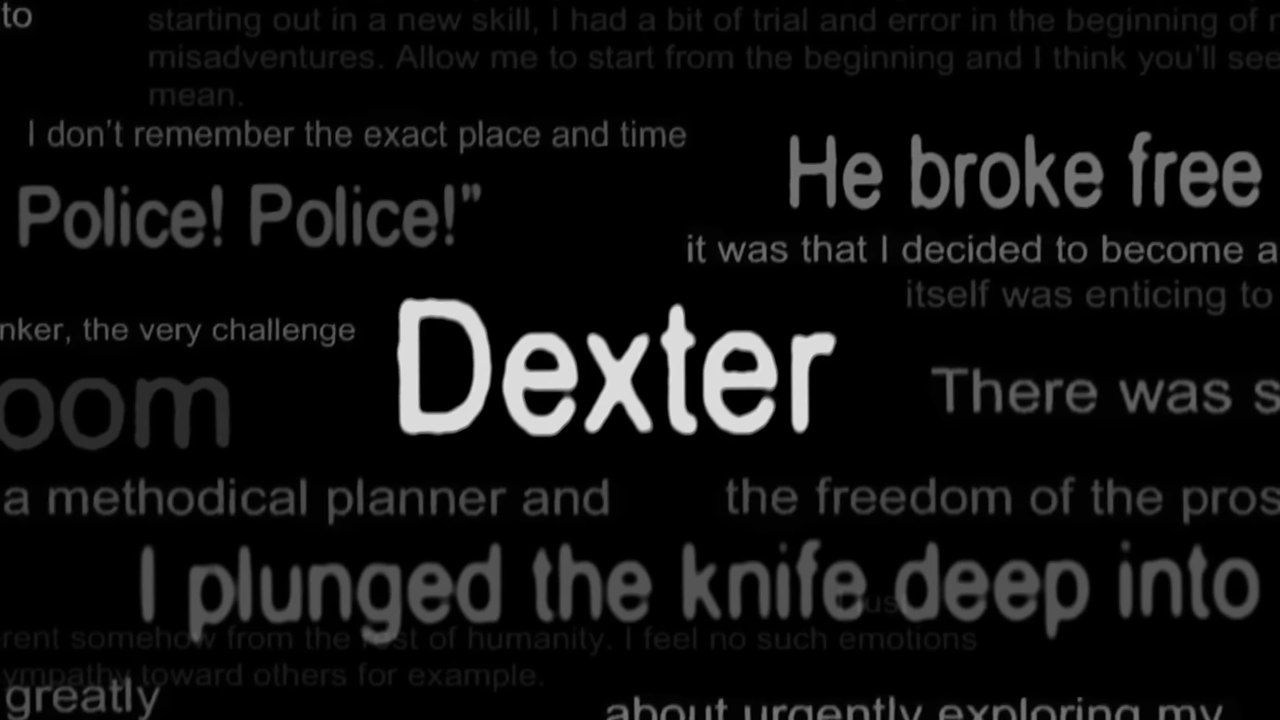 to
starting out in a new skill, I had a bit of trial and error in the beginning of
misadventures. Allow me to start from the beginning and I think you'll see
mean.
I don't remember the exact place and time
He broke free
Police! Police!”
it was that I decided to become a
itself was enticing to
nker, the very challenge
Dexter
oom
There was s
a methodical planner and
the freedom of the pros
I plunged the knife deep into
us
rent somehow from the rest of humanity. I feel no such emotions
ympathy toward others for example.
greatly
about urgently exploring my